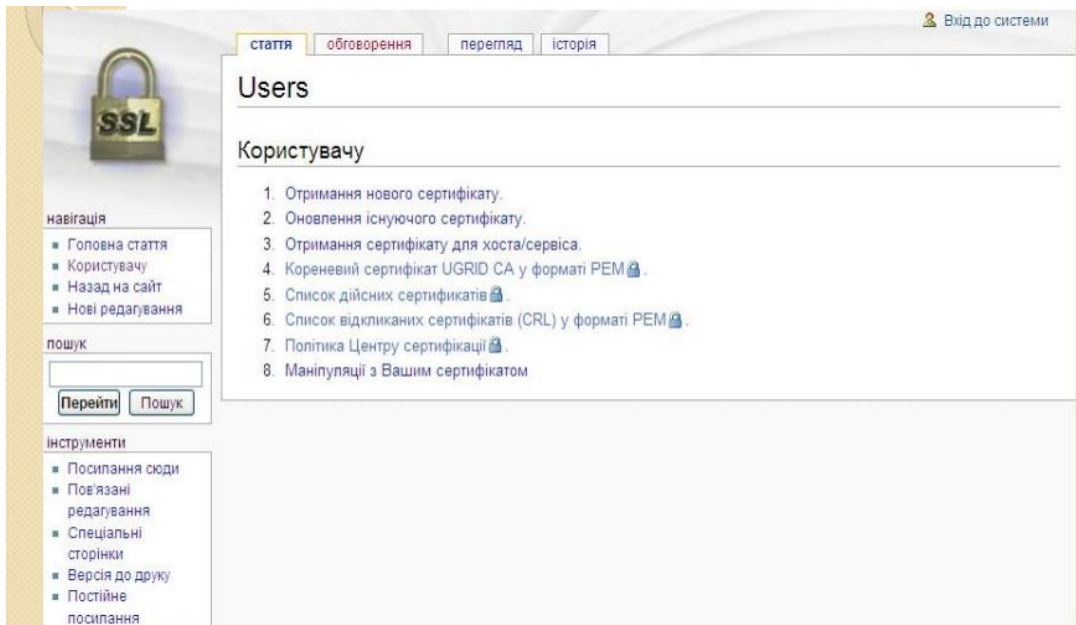 Вхід до системи
стаття обговорення перегляд історія
SSL
Users
Користувачу
1. Отримання нового сертифікату.
2. Оновлення існуючого сертифікату.
3. Отримання сертифікату для хоста/сервіса.
4. Кореневий сертифікат UGRID CA у форматі PEM.
5. Список дійсних сертификатів.
6. Список відкликаних сертифікатів (CRL) у форматі PEM.
7. Політика Центру сертифікації.
8. Маніпуляції з Вашим сертифікатом
навігація
Головна стаття
Користувачу
Назад на сайт
Нові редагування
пошук
Перейти Пошук
інструменти
Посилання сюди
Пов'язані
редагування
Спеціальні
сторінки
Версія до друку
Постійне
посилання